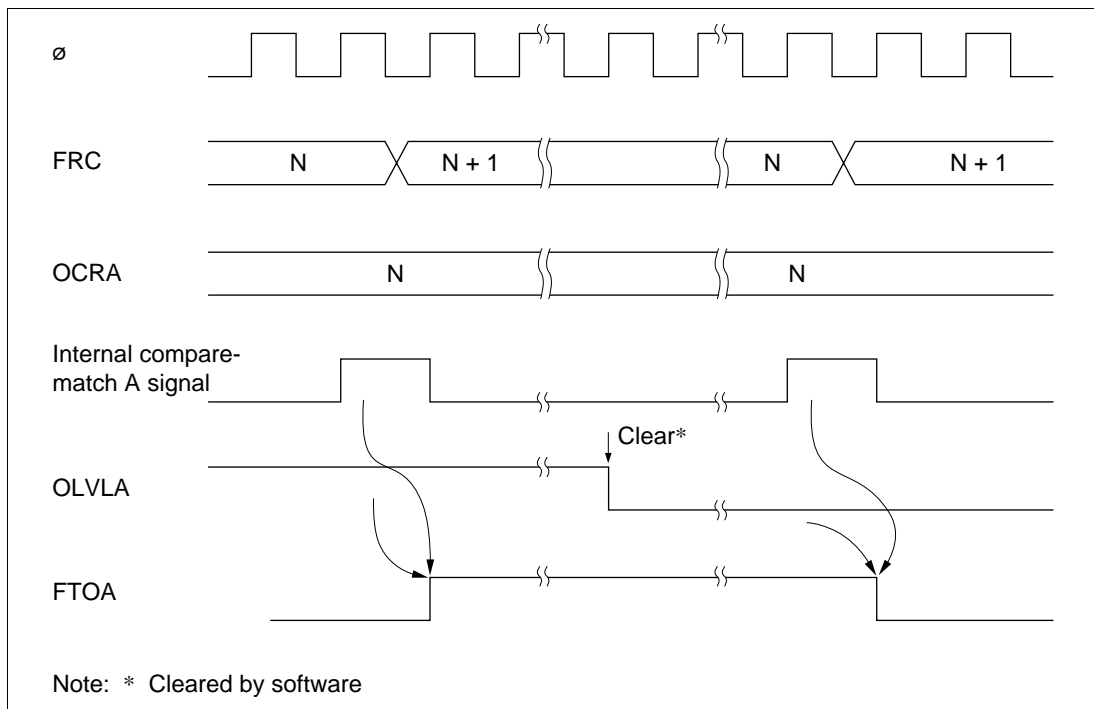 ø
FRC N N + 1 N N + 1
OCRA N N
Internal compare-
match A signal
Clear*
OLVLA
FTOA
Note: * Cleared by software